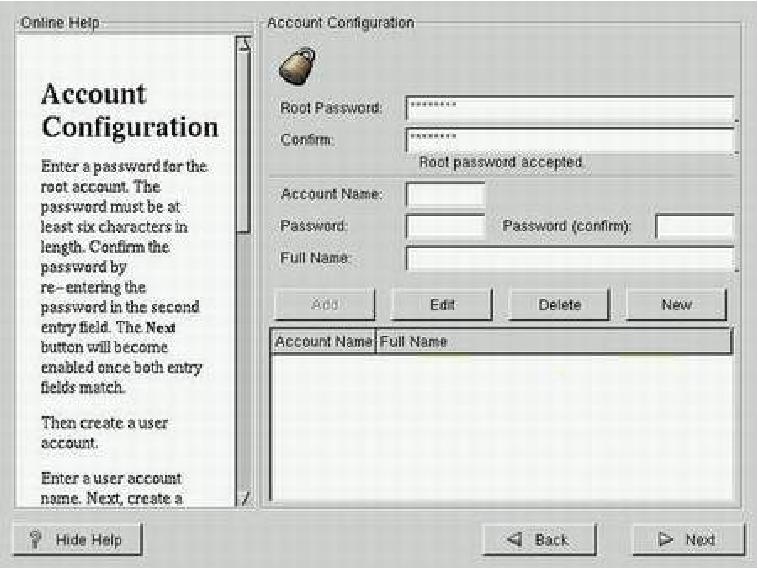 Online Help
Account
Configuration
Enter a password for the
root account. The
password must be at
least six characters in
length. Confirm the
password by
re-entering the
password in the second
entry field. The Next
button will become
enabled once both entry
fields match.
Then create a user
account.
Enter a user account
name. Next, create a
Account Configuration
Root Password: ********
Confirm: ********
Root password accepted.
Account Name:
Password: Password (confirm):
Full Name:
Add Edit Delete New
Account Name Full Name
Hide Help Back Next